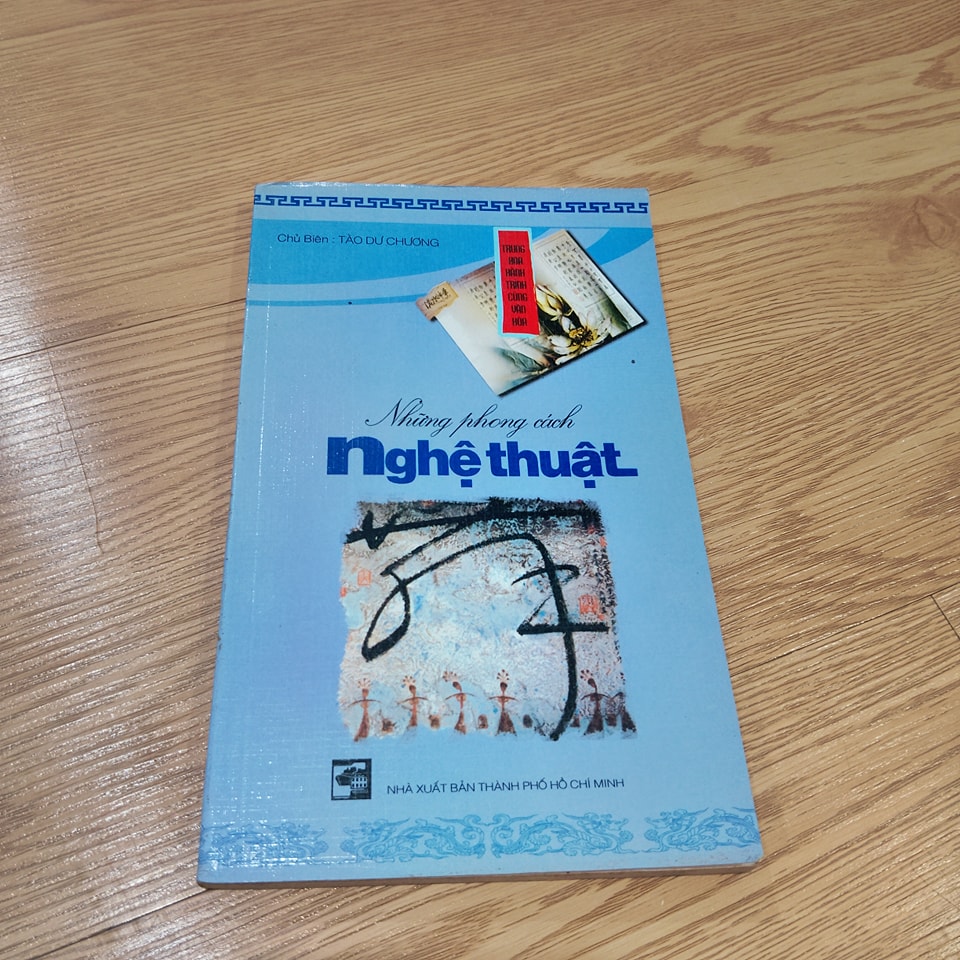 Chủ Biên : TÀO DƯ CHƯƠNG
TRUNG
HOA
HÀNH
TRÌNH
CÙNG
VĂN
HÓA
Những phong cách
nghệ thuật
NHÀ XUẤT BẢN THÀNH PHỐ HỒ CHÍ MINH